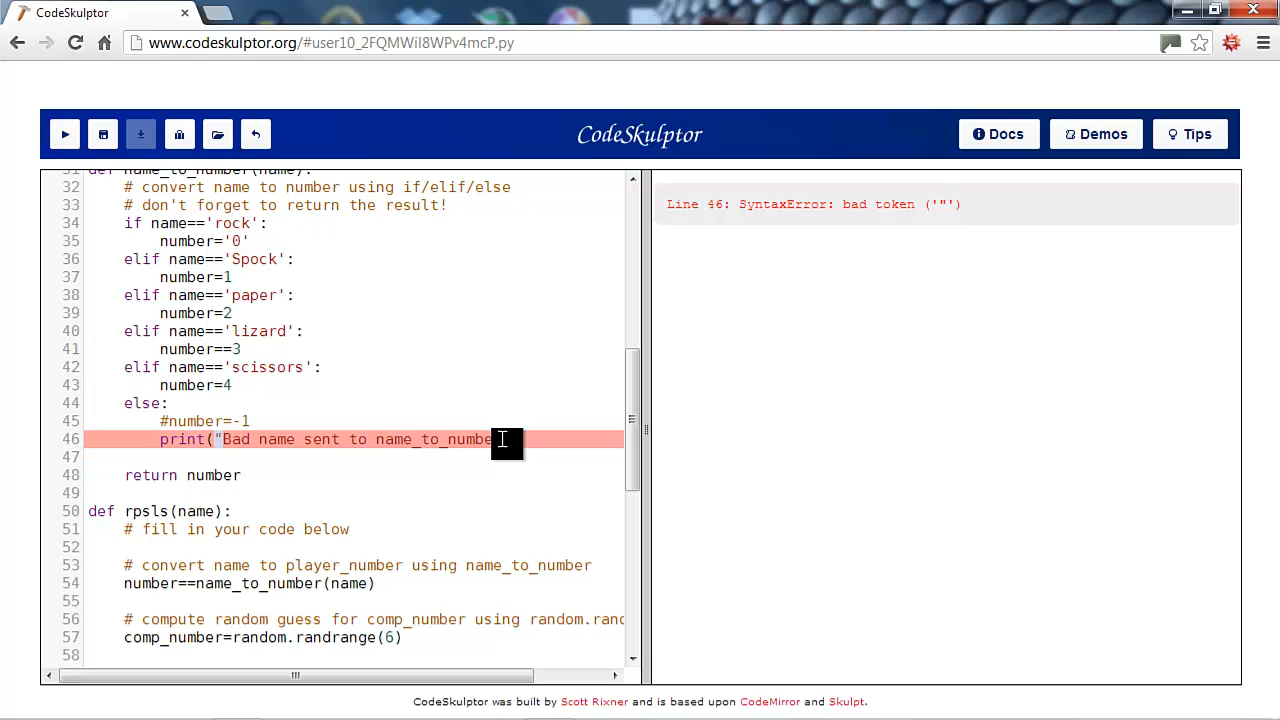 CodeSkulptor
www.codeskulptor.org/#user10_2FQMWiI8WPv4mcP.py
CodeSkulptor
Docs
Demos
Tips
31 def name_to_number(name):
32 # convert name to number using if/elif/else
33 # don't forget to return the result!
34 if name=='rock':
35 number='0'
36 elif name=='Spock':
37 number=1
38 elif name=='paper':
39 number=2
40 elif name=='lizard':
41 number==3
42 elif name=='scissors':
43 number=4
44 else:
45 #number=-1
46 print("Bad name sent to name_to_numbe
47
48 return number
49
50 def rpsls(name):
51 # fill in your code below
52
53 # convert name to player_number using name_to_number
54 number==name_to_number(name)
55
56 # compute random guess for comp_number using random.rand
57 comp_number=random.randrange(6)
58
Line 46: SyntaxError: bad token ('"')
CodeSkulptor was built by Scott Rixner and is based upon CodeMirror and Skulpt.